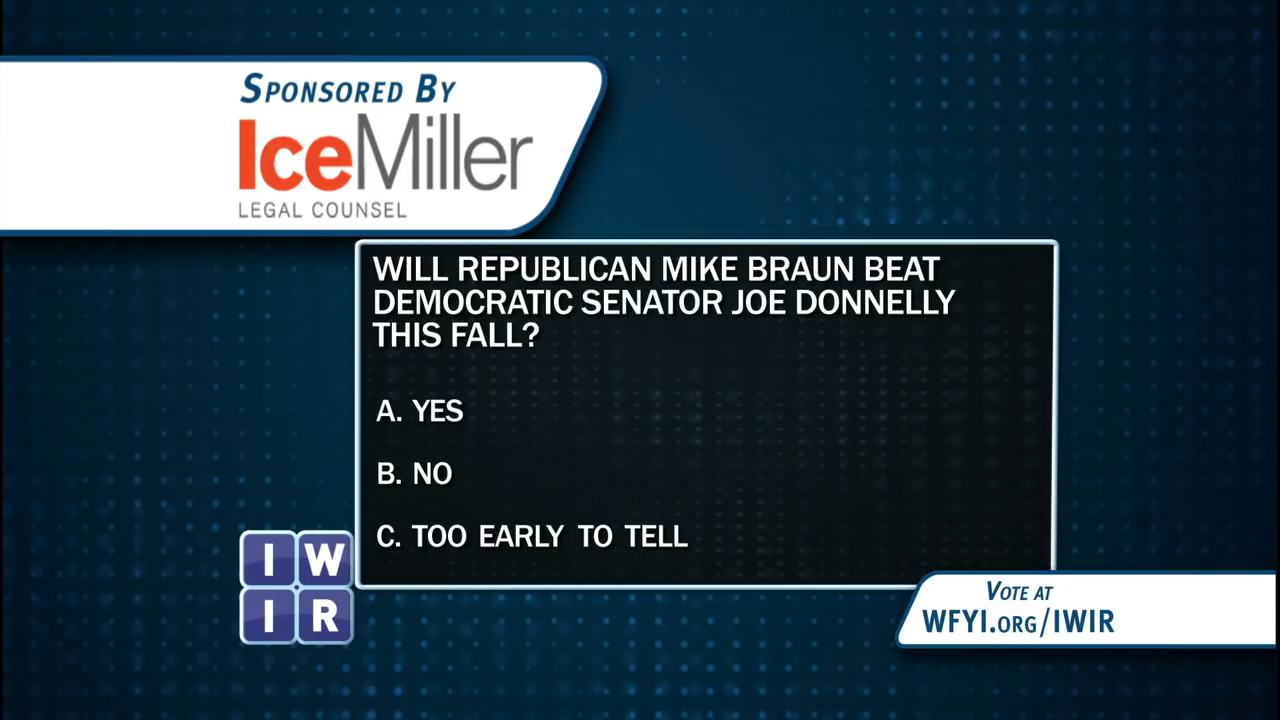 SPONSORED BY
IceMiller
LEGAL COUNSEL
WILL REPUBLICAN MIKE BRAUN BEAT
DEMOCRATIC SENATOR JOE DONNELLY
THIS FALL?
A. YES
B. NO
C. TOO EARLY TO TELL
I W
I R
VOTE AT
WFYI.ORG/IWIR